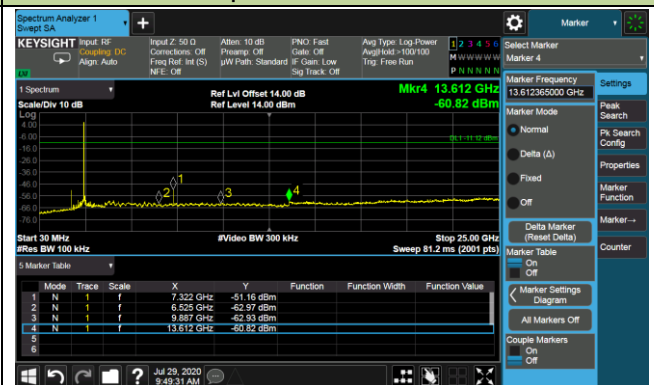 Spectrum Analyzer 1
Swept SA
Marker
KEYSIGHT
Input: RF
Coupling: DC
Align: Auto
Input Z: 50 Ω
Corrections: Off
Freq Ref: Int (S)
NFE: Off
Atten: 10 dB
Preamp: Off
µW Path: Standard
PNO: Fast
Gate: Off
IF Gain: Low
Sig Track: Off
Avg Type: Log-Power
Avg|Hold >100/100
Trig: Free Run
1 2 3 4 5 6
M W W W W W
P N N N N N
Select Marker
Marker 4
1 Spectrum
Scale/Div 10 dB
Log
Ref Lvl Offset 14.00 dB
Ref Level 14.00 dBm
Mkr4 13.612 GHz
-60.82 dBm
4.00
-6.00
-16.0
-26.0
-36.0
-46.0
-56.0
-66.0
-76.0
DL1 -11.12 dBm
1
2
3
4
Start 30 MHz
#Res BW 100 kHz
#Video BW 300 kHz
Stop 25.00 GHz
Sweep 81.2 ms (2001 pts)
5 Marker Table
Mode Trace Scale X Y Function Function Width Function Value
1 N 1 f 7.322 GHz -51.16 dBm
2 N 1 f 6.525 GHz -62.97 dBm
3 N 1 f 9.887 GHz -62.93 dBm
4 N 1 f 13.612 GHz -60.82 dBm
5
6
Marker Frequency
13.612365000 GHz
Marker Mode
Normal
Delta (Δ)
Fixed
Off
Delta Marker
(Reset Delta)
Marker Table
On
Off
Marker Settings
Diagram
All Markers Off
Couple Markers
On
Off
Settings
Peak
Search
Pk Search
Config
Properties
Marker
Function
Marker→
Counter
Jul 29, 2020
9:49:31 AM